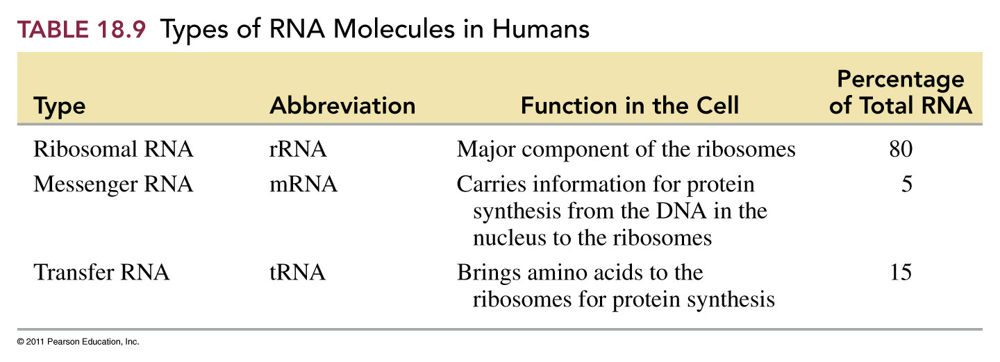 TABLE 18.9 Types of RNA Molecules in Humans
Percentage
Type Abbreviation Function in the Cell of Total RNA
Ribosomal RNA rRNA Major component of the ribosomes 80
Messenger RNA mRNA Carries information for protein 5
synthesis from the DNA in the
nucleus to the ribosomes
Transfer RNA tRNA Brings amino acids to the 15
ribosomes for protein synthesis
© 2011 Pearson Education, Inc.